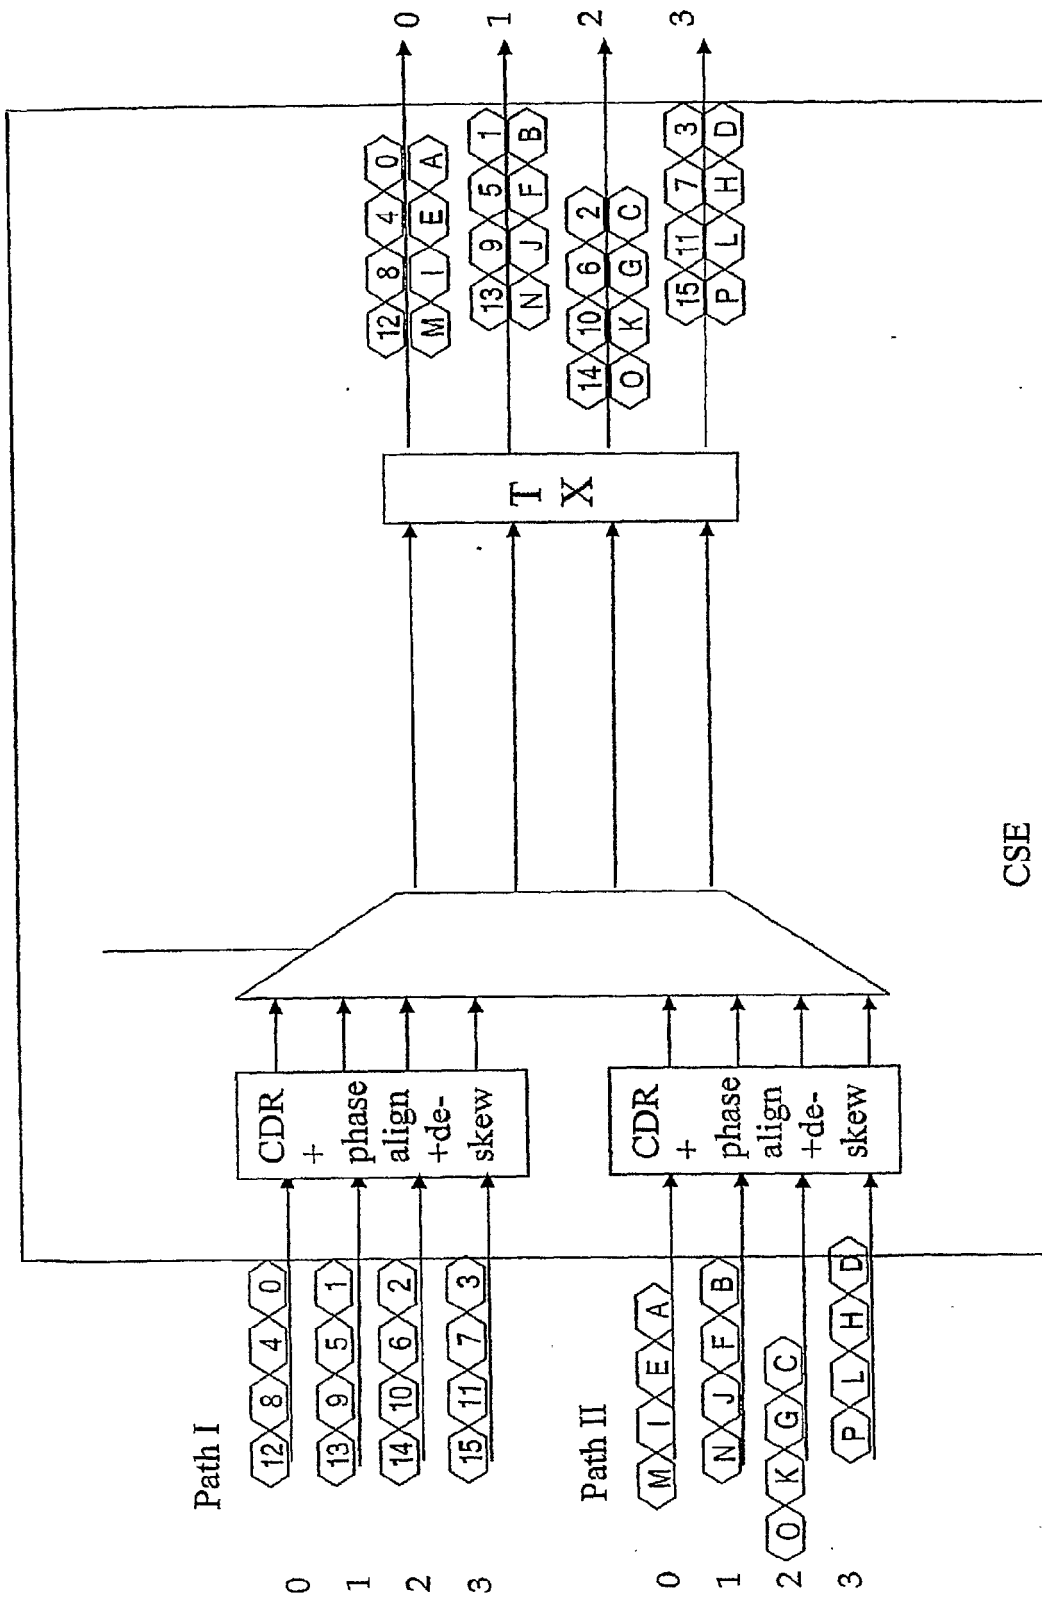 Path I
0
12 8 4 0
1
13 9 5 1
2
14 10 6 2
3
15 11 7 3
CDR
+
phase
align
+de-
skew
Path II
0
M I E A
1
N J F B
2
O K G C
3
P L H D
CDR
+
phase
align
+de-
skew
T
X
12 8 4 0
M I E A
0
13 9 5 1
N J F B
1
14 10 6 2
O K G C
2
15 11 7 3
P L H D
3
CSE